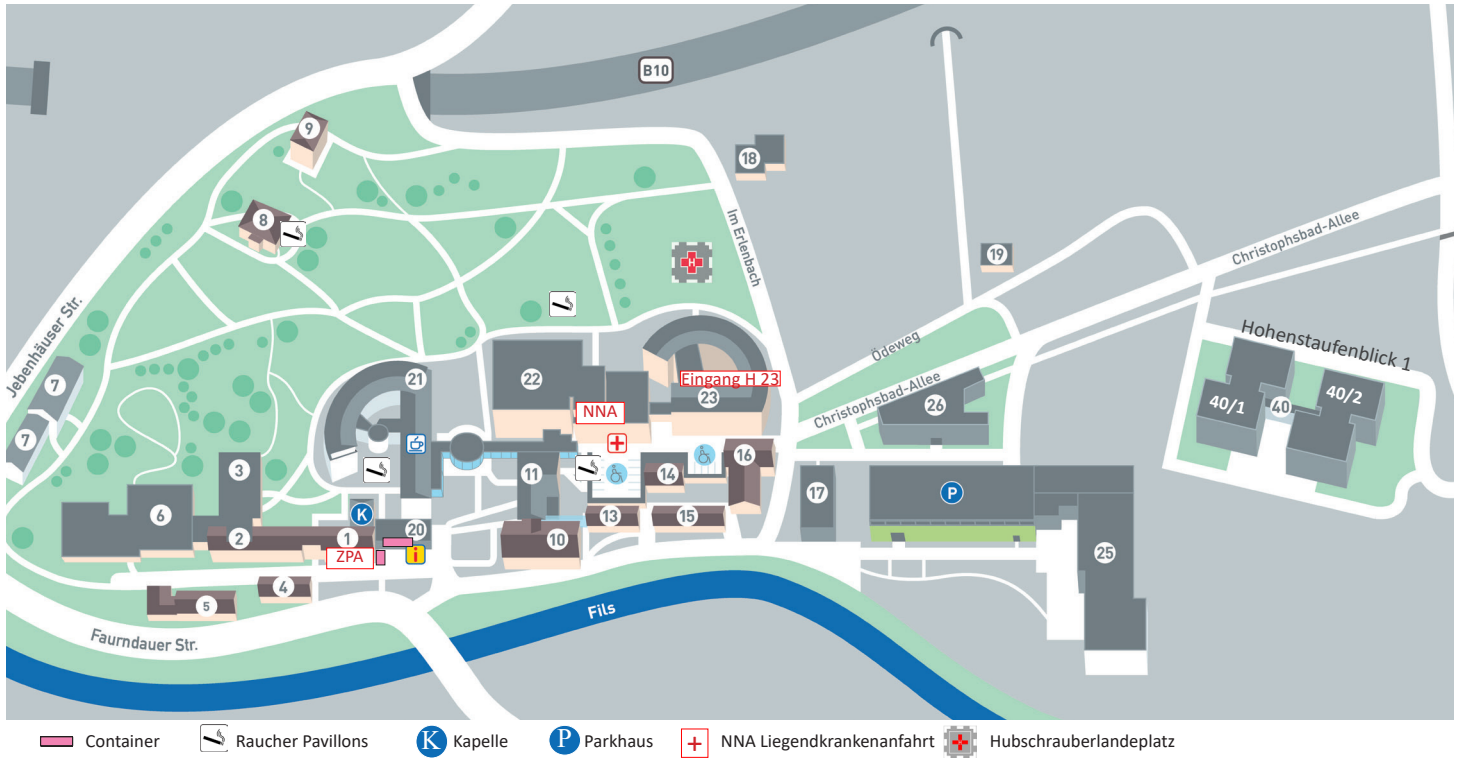 B10
9
18
8
Im Erlenbach
H
19
Christophsbad-Allee
Jebenhäuser Str.
Ödeweg
Hohenstaufenblick 1
7
21
22
Eingang H 23
23
Christophsbad-Allee
26
40/1
40
40/2
7
NNA
3
11
14
16
17
P
6
K
13
15
2
1
20
10
ZPA
i
25
4
5
Fils
Faurndauer Str.
Container
Raucher Pavillons
K Kapelle
P Parkhaus
NNA Liegendkrankenanfahrt
Hubschrauberlandeplatz